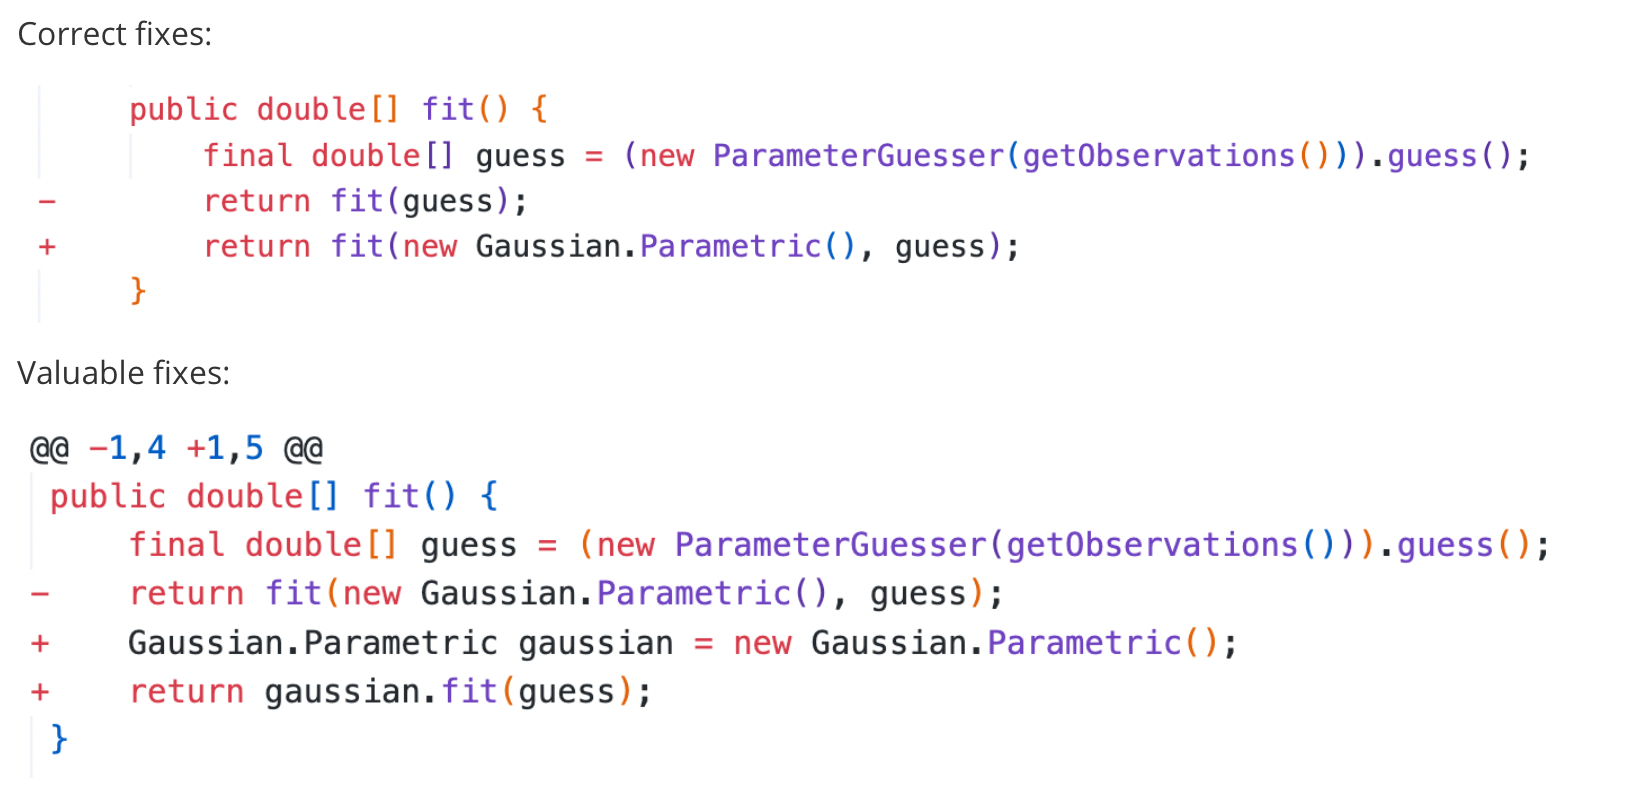 Correct fixes:
public double[] fit() {
final double[] guess = (new ParameterGuesser(getObservations())).guess();
- return fit(guess);
+ return fit(new Gaussian.Parametric(), guess);
}
Valuable fixes:
@@ -1,4 +1,5 @@
public double[] fit() {
final double[] guess = (new ParameterGuesser(getObservations())).guess();
- return fit(new Gaussian.Parametric(), guess);
+ Gaussian.Parametric gaussian = new Gaussian.Parametric();
+ return gaussian.fit(guess);
}